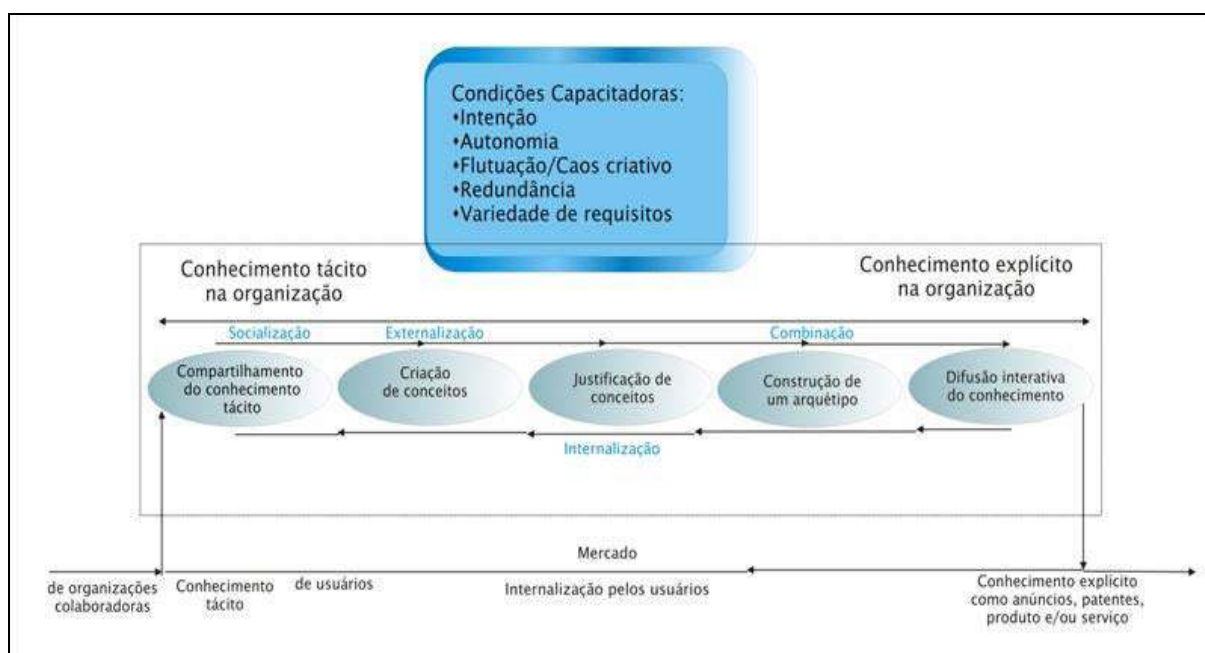 Condições Capacitadoras:
•Intenção
•Autonomia
•Flutuação/Caos criativo
•Redundância
•Variedade de requisitos
Conhecimento tácito
na organização
Conhecimento explícito
na organização
Socialização
Externalização
Combinação
Compartilhamento
do conhecimento
tácito
Criação
de conceitos
Justificação de
conceitos
Construção de
um arquétipo
Difusão interativa
do conhecimento
Internalização
Mercado
de organizações
colaboradoras
Conhecimento
tácito
de usuários
Internalização pelos usuários
Conhecimento explícito
como anúncios, patentes,
produto e/ou serviço